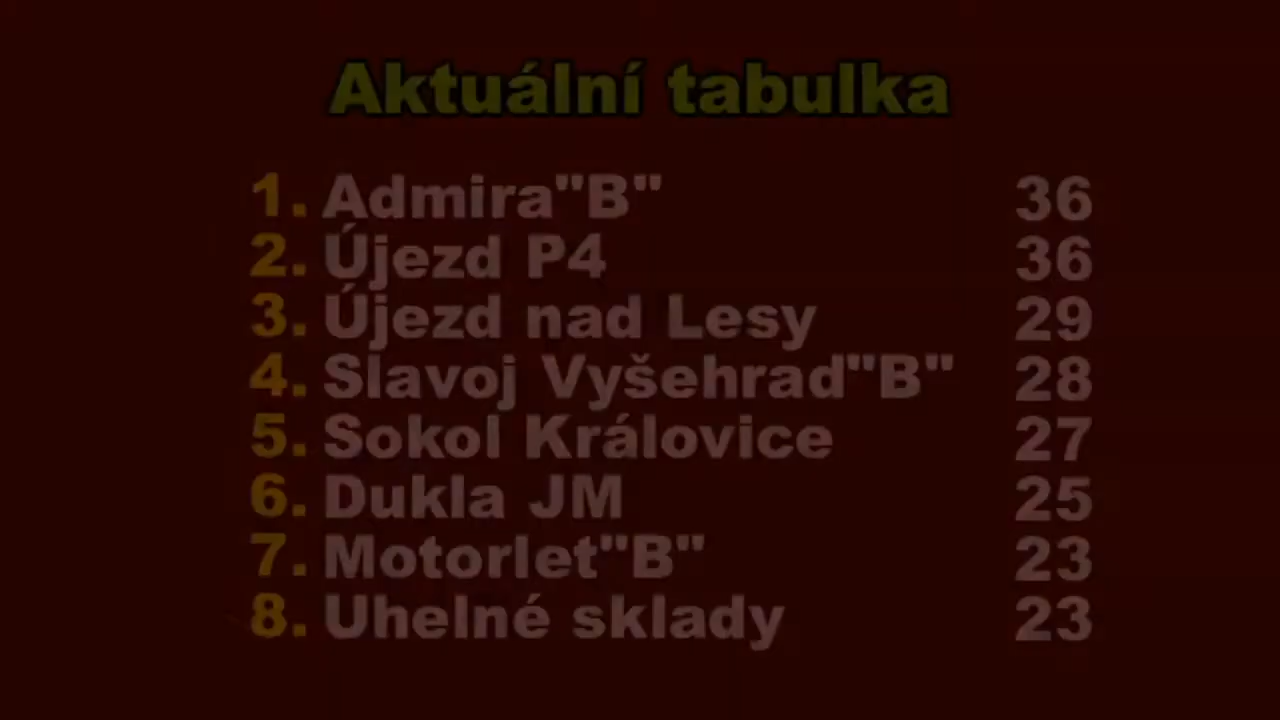 Aktuální tabulka
1. Admira"B" 36
2. Újezd P4 36
3. Újezd nad Lesy 29
4. Slavoj Vyšehrad"B" 28
5. Sokol Královice 27
6. Dukla JM 25
7. Motorlet"B" 23
8. Uhelné sklady 23